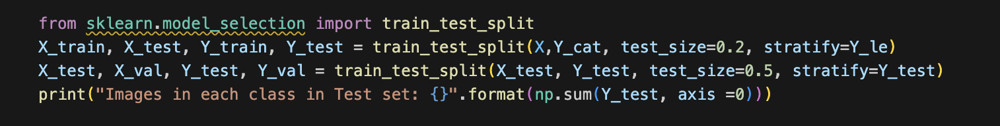 from sklearn.model_selection import train_test_split
X_train, X_test, Y_train, Y_test = train_test_split(X,Y_cat, test_size=0.2, stratify=Y_le)
X_test, X_val, Y_test, Y_val = train_test_split(X_test, Y_test, test_size=0.5, stratify=Y_test)
print("Images in each class in Test set: {}".format(np.sum(Y_test, axis =0)))